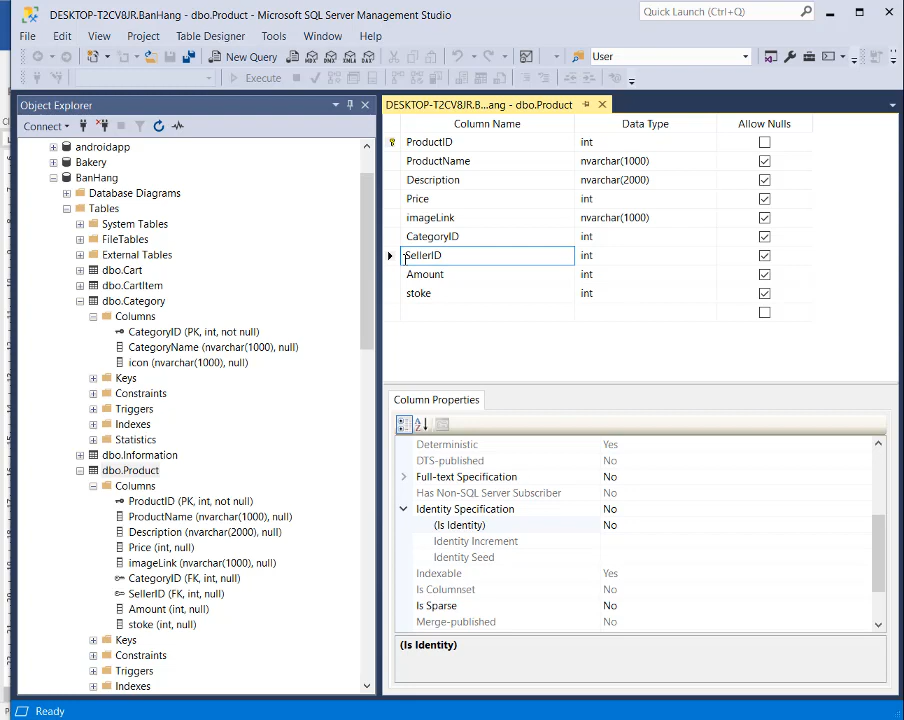 DESKTOP-T2CV8JR.BanHang - dbo.Product - Microsoft SQL Server Management Studio
Quick Launch (Ctrl+Q)
File Edit View Project Table Designer Tools Window Help
New Query
MDX DMX XMLA DAX
User
Execute
Object Explorer
Connect
androidapp
Bakery
BanHang
Database Diagrams
Tables
System Tables
FileTables
External Tables
dbo.Cart
dbo.CartItem
dbo.Category
Columns
CategoryID (PK, int, not null)
CategoryName (nvarchar(1000), null)
icon (nvarchar(1000), null)
Keys
Constraints
Triggers
Indexes
Statistics
dbo.Information
dbo.Product
Columns
ProductID (PK, int, not null)
ProductName (nvarchar(1000), null)
Description (nvarchar(2000), null)
Price (int, null)
imageLink (nvarchar(1000), null)
CategoryID (FK, int, null)
SellerID (FK, int, null)
Amount (int, null)
stoke (int, null)
Keys
Constraints
Triggers
Indexes
DESKTOP-T2CV8JR.B...ang - dbo.Product
Column Name Data Type Allow Nulls
ProductID int
ProductName nvarchar(1000)
Description nvarchar(2000)
Price int
imageLink nvarchar(1000)
CategoryID int
SellerID int
Amount int
stoke int
Column Properties
Deterministic Yes
DTS-published No
Full-text Specification No
Has Non-SQL Server Subscriber No
Identity Specification No
(Is Identity) No
Identity Increment
Identity Seed
Indexable Yes
Is Columnset No
Is Sparse No
Merge-published No
(Is Identity)
Ready